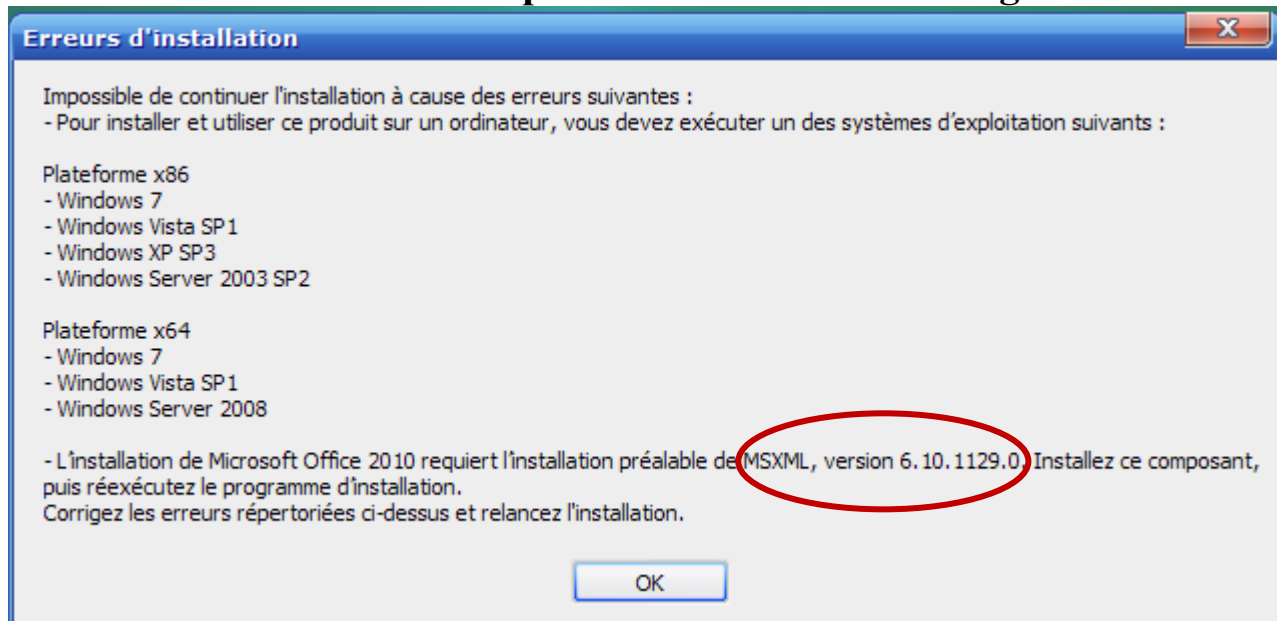 Erreurs d'installation
Impossible de continuer l'installation à cause des erreurs suivantes :
- Pour installer et utiliser ce produit sur un ordinateur, vous devez exécuter un des systèmes d'exploitation suivants :
Plateforme x86
- Windows 7
- Windows Vista SP1
- Windows XP SP3
- Windows Server 2003 SP2
Plateforme x64
- Windows 7
- Windows Vista SP1
- Windows Server 2008
- L'installation de Microsoft Office 2010 requiert l'installation préalable de MSXML, version 6.10.1129.0. Installez ce composant,
puis réexécutez le programme d'installation.
Corrigez les erreurs répertoriées ci-dessus et relancez l'installation.
OK